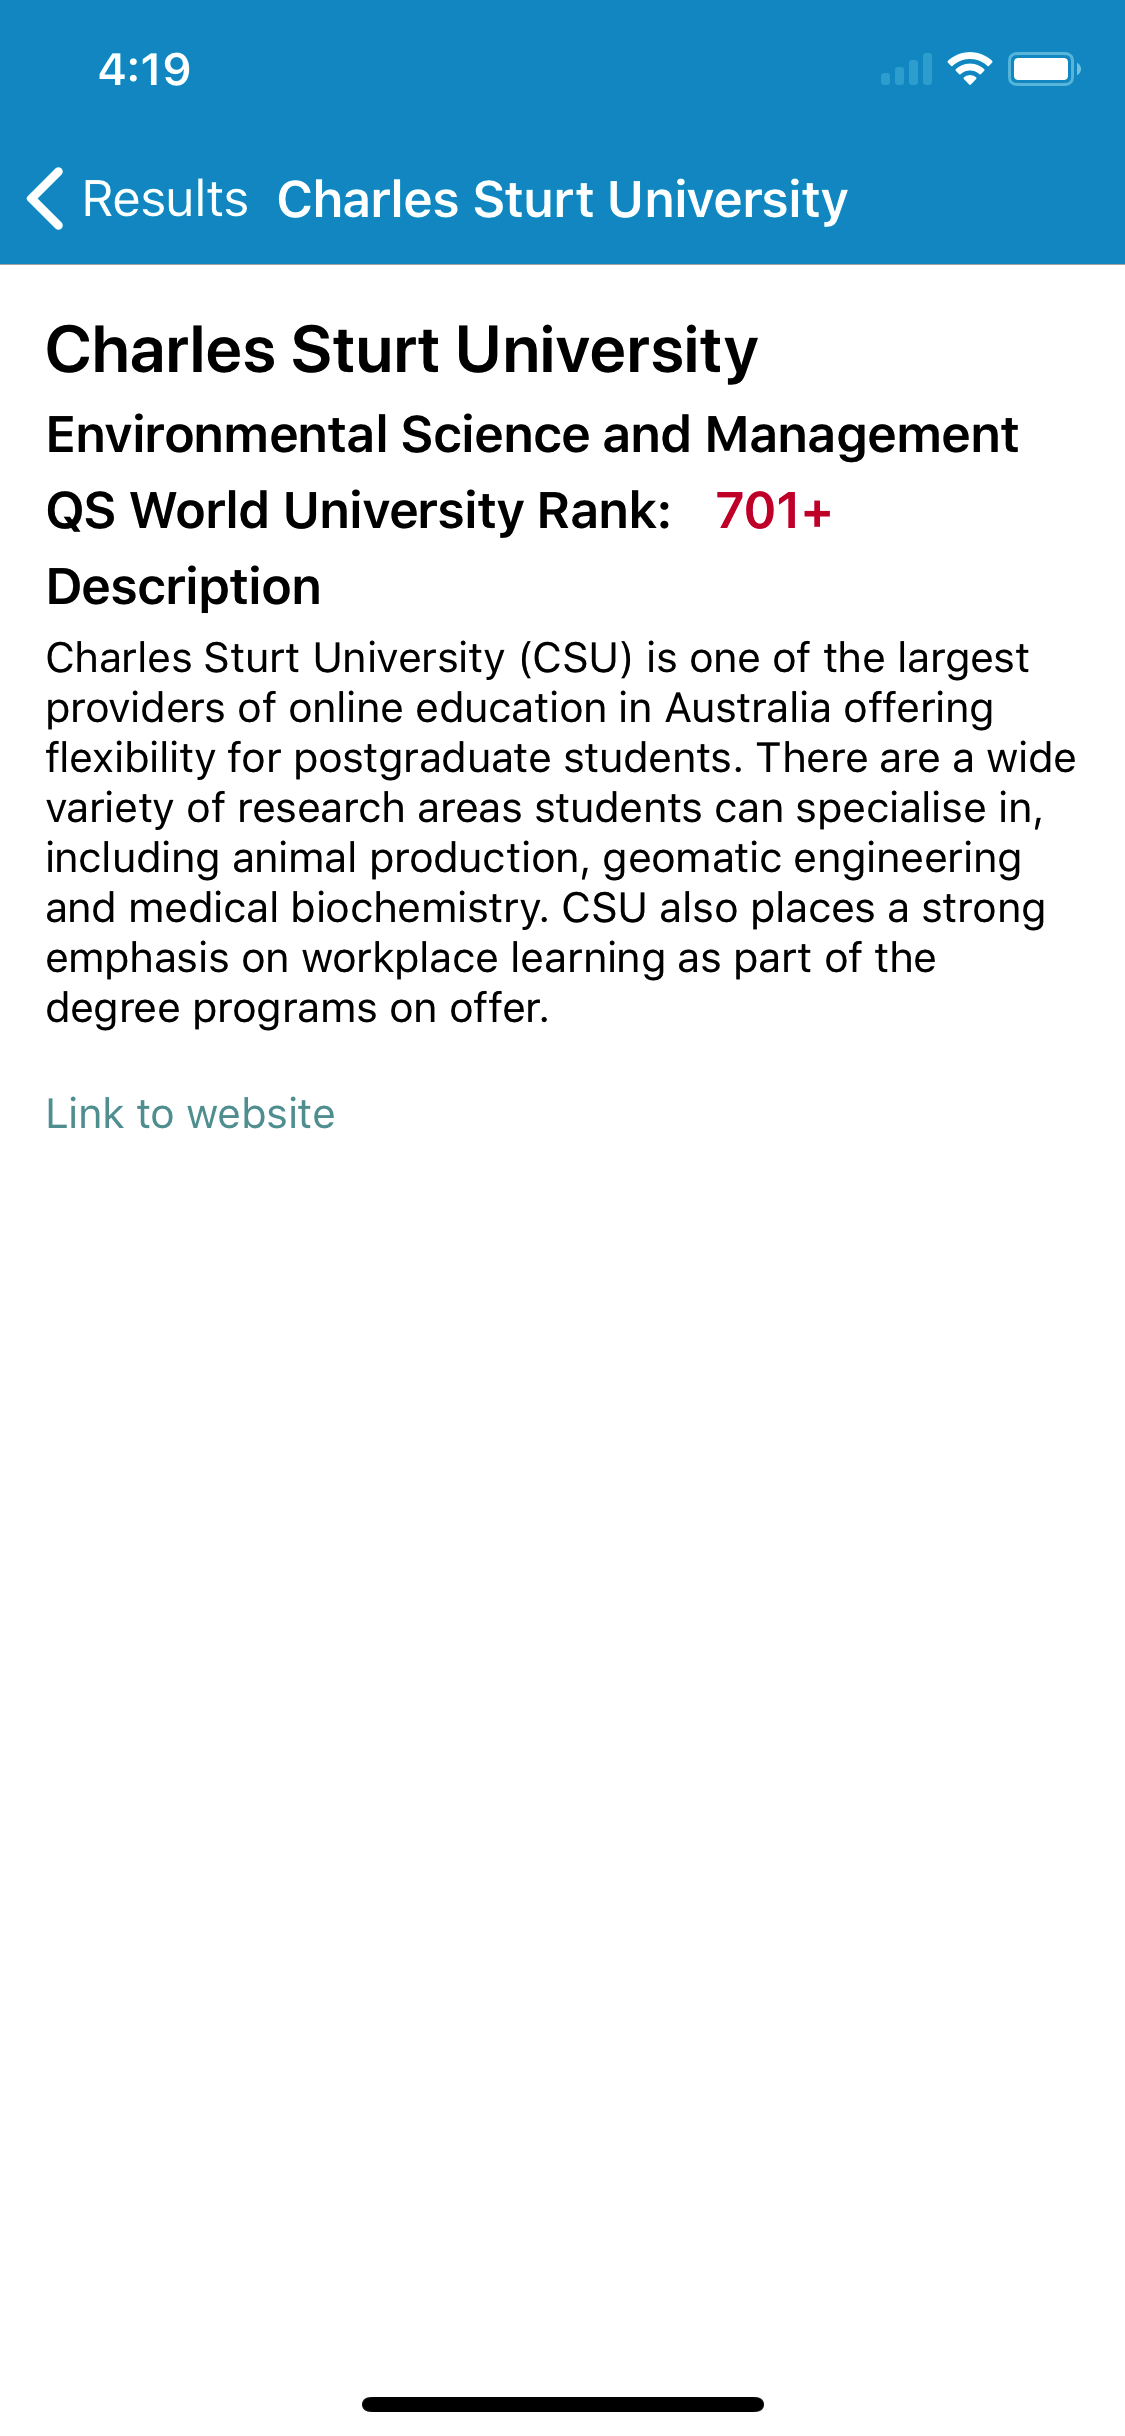 4:19
Results Charles Sturt University
Charles Sturt University
Environmental Science and Management
QS World University Rank: 701+
Description
Charles Sturt University (CSU) is one of the largest
providers of online education in Australia offering
flexibility for postgraduate students. There are a wide
variety of research areas students can specialise in,
including animal production, geomatic engineering
and medical biochemistry. CSU also places a strong
emphasis on workplace learning as part of the
degree programs on offer.
Link to website